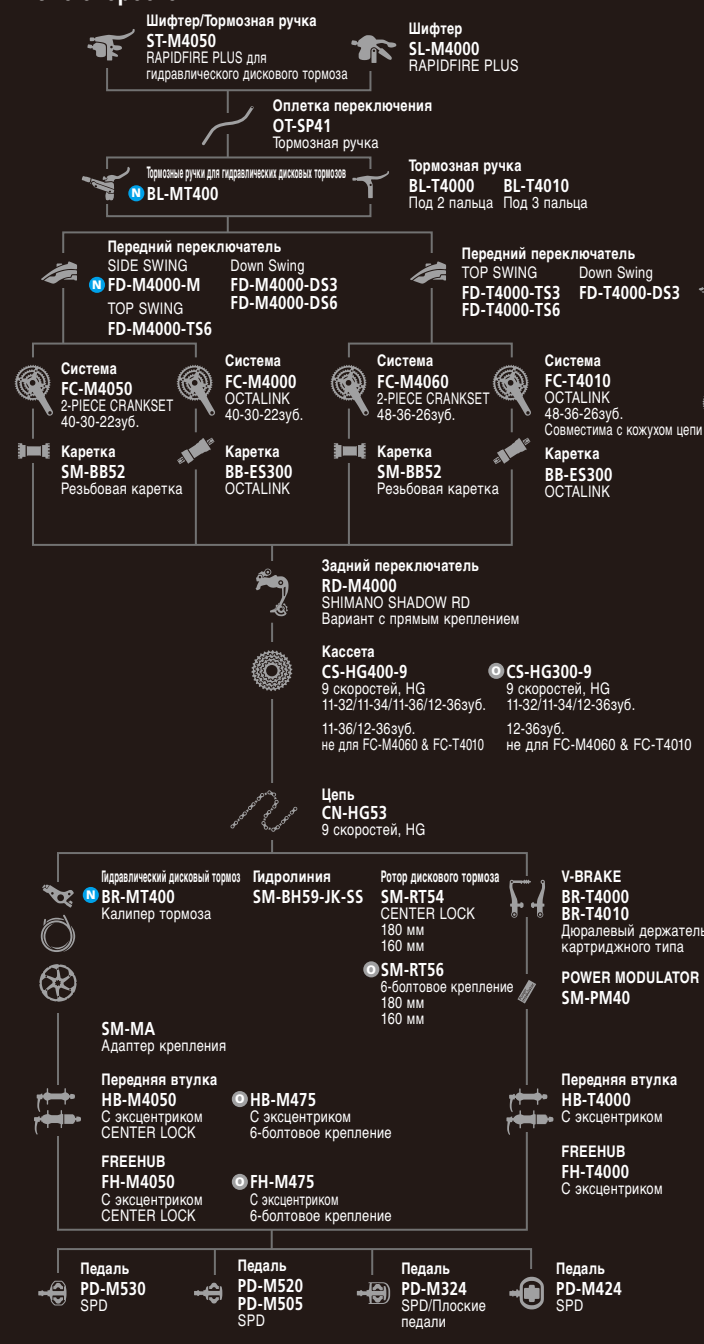 Шифтер/Тормозная ручка
ST-M4050
RAPIDFIRE PLUS для
гидравлического дискового тормоза
Шифтер
SL-M4000
RAPIDFIRE PLUS
Оплетка переключения
OT-SP41
Тормозная ручка
Тормозные ручки для гидравлических дисковых тормозов
N BL-MT400
Тормозная ручка
BL-T4000 BL-T4010
Под 2 пальца Под 3 пальца
Передний переключатель
SIDE SWING Down Swing
N FD-M4000-M FD-M4000-DS3
FD-M4000-DS6
TOP SWING
FD-M4000-TS6
Передний переключатель
TOP SWING Down Swing
FD-T4000-TS3 FD-T4000-DS3
FD-T4000-TS6
Система
FC-M4050
2-PIECE CRANKSET
40-30-22зуб.
Система
FC-M4000
OCTALINK
40-30-22зуб.
Система
FC-M4060
2-PIECE CRANKSET
48-36-26зуб.
Система
FC-T4010
OCTALINK
48-36-26зуб.
Совместима с кожухом цепи
Каретка
SM-BB52
Резьбовая каретка
Каретка
BB-ES300
OCTALINK
Каретка
SM-BB52
Резьбовая каретка
Каретка
BB-ES300
OCTALINK
Задний переключатель
RD-M4000
SHIMANO SHADOW RD
Вариант с прямым креплением
Кассета
CS-HG400-9
9 скоростей, HG
11-32/11-34/11-36/12-36зуб.
11-36/12-36зуб.
не для FC-M4060 & FC-T4010
O CS-HG300-9
9 скоростей, HG
11-32/11-34/12-36зуб.
12-36зуб.
не для FC-M4060 & FC-T4010
Цепь
CN-HG53
9 скоростей, HG
Гидравлический дисковый тормоз
N BR-MT400
Калипер тормоза
Гидролиния
SM-BH59-JK-SS
Ротор дискового тормоза
SM-RT54
CENTER LOCK
180 мм
160 мм
O SM-RT56
6-болтовое крепление
180 мм
160 мм
V-BRAKE
BR-T4000
BR-T4010
Дюралевый держатель
картриджного типа
POWER MODULATOR
SM-PM40
SM-MA
Адаптер крепления
Передняя втулка
HB-M4050
С эксцентриком
CENTER LOCK
O HB-M475
С эксцентриком
6-болтовое крепление
Передняя втулка
HB-T4000
С эксцентриком
FREEHUB
FH-M4050
С эксцентриком
CENTER LOCK
O FH-M475
С эксцентриком
6-болтовое крепление
FREEHUB
FH-T4000
С эксцентриком
Педаль
PD-M530
SPD
Педаль
PD-M520
PD-M505
SPD
Педаль
PD-M324
SPD/Плоские
педали
Педаль
PD-M424
SPD